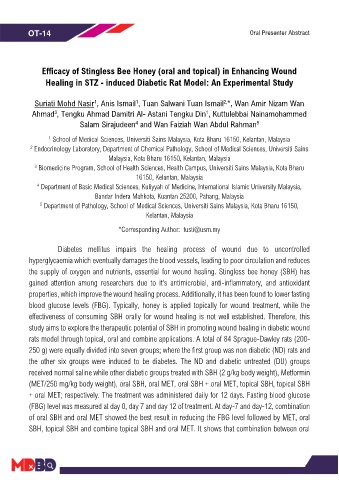 OT-14
Oral Presenter Abstract
Efficacy of Stingless Bee Honey (oral and topical) in Enhancing Wound
Healing in STZ - induced Diabetic Rat Model: An Experimental Study
Suriati Mohd Nasir¹, Anis Ismail¹, Tuan Salwani Tuan Ismail²,*, Wan Amir Nizam Wan
Ahmad³, Tengku Ahmad Damitri Al- Astani Tengku Din¹, Kuttulebbai Nainamohammed
Salam Sirajudeen⁴ and Wan Faiziah Wan Abdul Rahman⁵
¹ School of Medical Sciences, Universiti Sains Malaysia, Kota Bharu 16150, Kelantan, Malaysia
² Endocrinology Laboratory, Department of Chemical Pathology, School of Medical Sciences, Universiti Sains
Malaysia, Kota Bharu 16150, Kelantan, Malaysia
³ Biomedicine Program, School of Health Sciences, Health Campus, Universiti Sains Malaysia, Kota Bharu
16150, Kelantan, Malaysia
⁴ Department of Basic Medical Sciences, Kulliyyah of Medicine, International Islamic University Malaysia,
Bandar Indera Mahkota, Kuantan 25200, Pahang, Malaysia
⁵ Department of Pathology, School of Medical Sciences, Universiti Sains Malaysia, Kota Bharu 16150,
Kelantan, Malaysia
*Corresponding Author: tusti@usm.my
Diabetes mellitus impairs the healing process of wound due to uncontrolled
hyperglycaemia which eventually damages the blood vessels, leading to poor circulation and reduces
the supply of oxygen and nutrients, essential for wound healing. Stingless bee honey (SBH) has
gained attention among researchers due to it's antimicrobial, anti-inflammatory, and antioxidant
properties, which improve the wound healing process. Additionally, it has been found to lower fasting
blood glucose levels (FBG). Typically, honey is applied topically for wound treatment, while the
effectiveness of consuming SBH orally for wound healing is not well established. Therefore, this
study aims to explore the therapeutic potential of SBH in promoting wound healing in diabetic wound
rats model through topical, oral and combine applications. A total of 84 Sprague-Dawley rats (200-
250 g) were equally divided into seven groups; where the first group was non diabetic (ND) rats and
the other six groups were induced to be diabetes. The ND and diabetic untreated (DU) groups
received normal saline while other diabetic groups treated with SBH (2 g/kg body weight), Metformin
(MET/250 mg/kg body weight), oral SBH, oral MET, oral SBH + oral MET, topical SBH, topical SBH
+ oral MET; respectively. The treatment was administered daily for 12 days. Fasting blood glucose
(FBG) level was measured at day 0, day 7 and day 12 of treatment. At day-7 and day-12, combination
of oral SBH and oral MET showed the best result in reducing the FBG level followed by MET, oral
SBH, topical SBH and combine topical SBH and oral MET. It shows that combination between oral